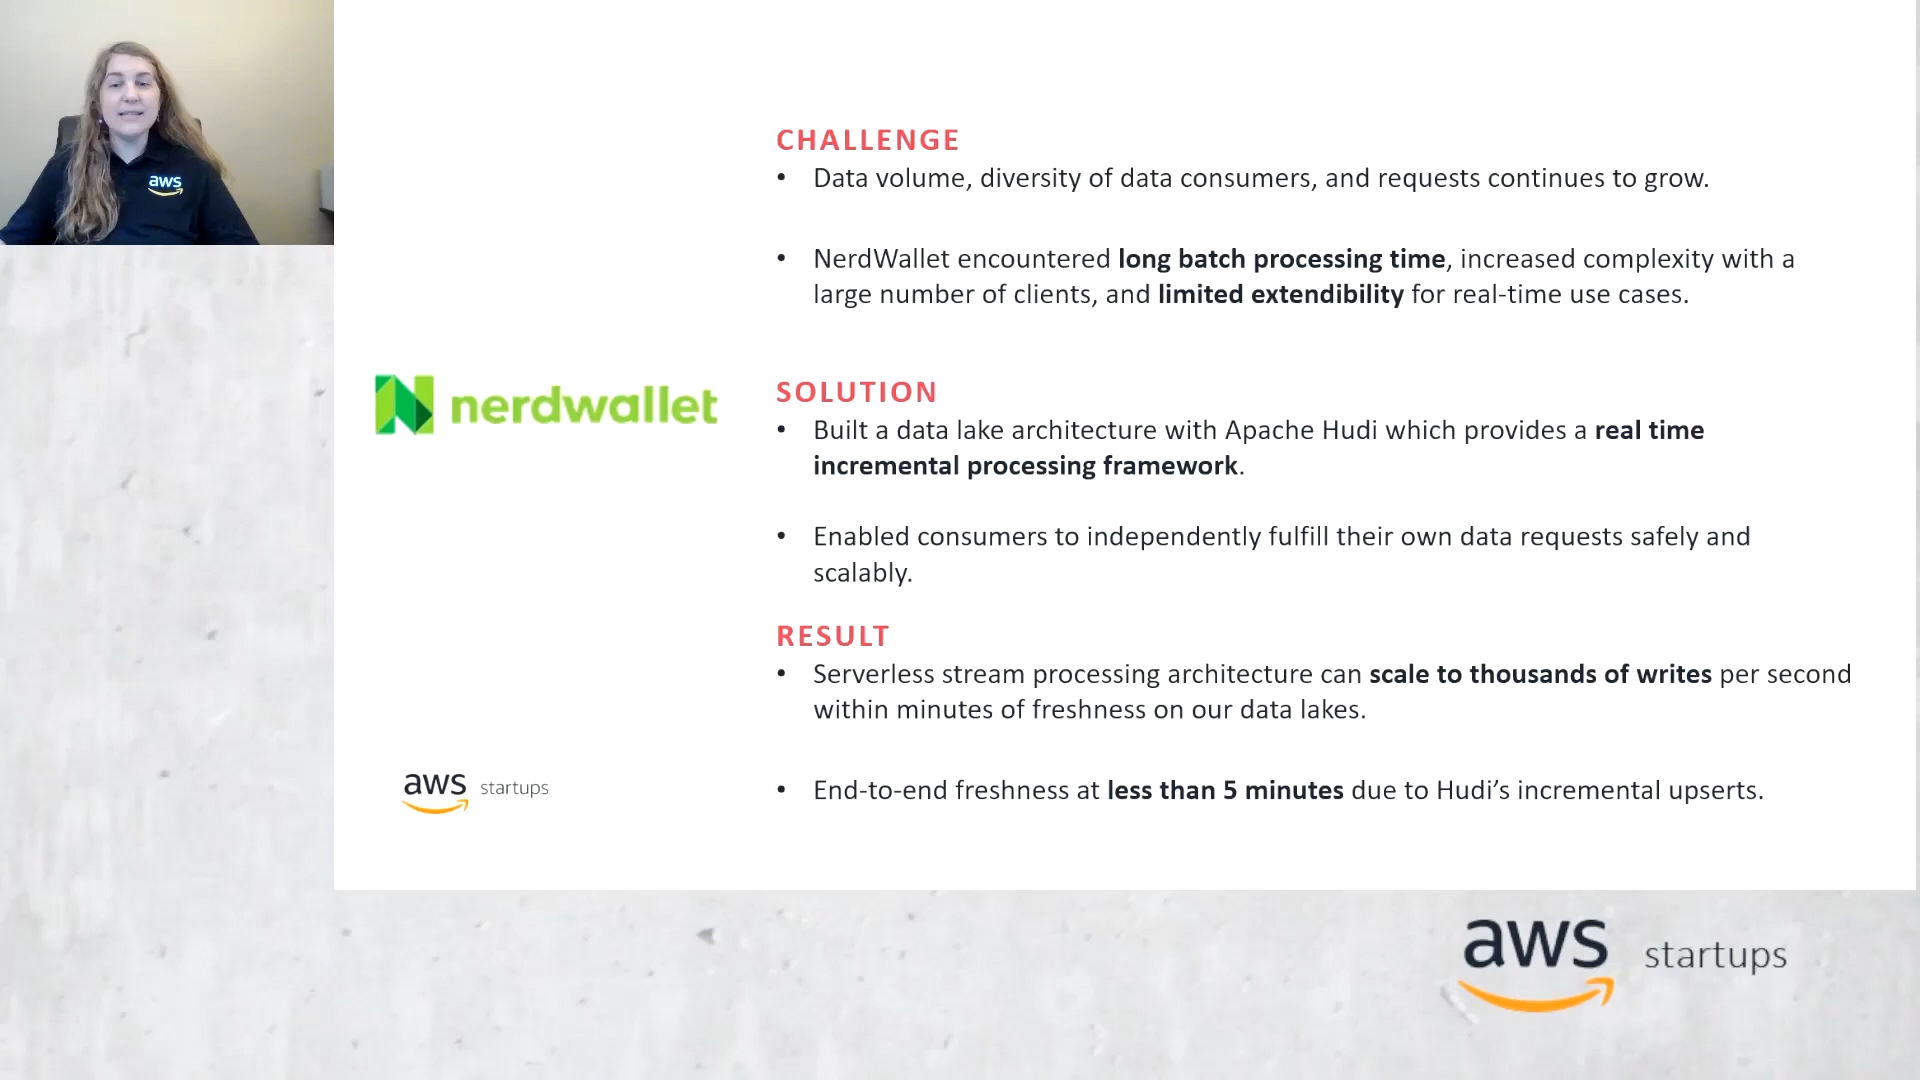 aws
CHALLENGE
• Data volume, diversity of data consumers, and requests continues to grow.
• NerdWallet encountered long batch processing time, increased complexity with a
large number of clients, and limited extendibility for real-time use cases.
nerdwallet
SOLUTION
• Built a data lake architecture with Apache Hudi which provides a real time
incremental processing framework.
• Enabled consumers to independently fulfill their own data requests safely and
scalably.
RESULT
• Serverless stream processing architecture can scale to thousands of writes per second
within minutes of freshness on our data lakes.
aws startups
• End-to-end freshness at less than 5 minutes due to Hudi’s incremental upserts.
aws startups